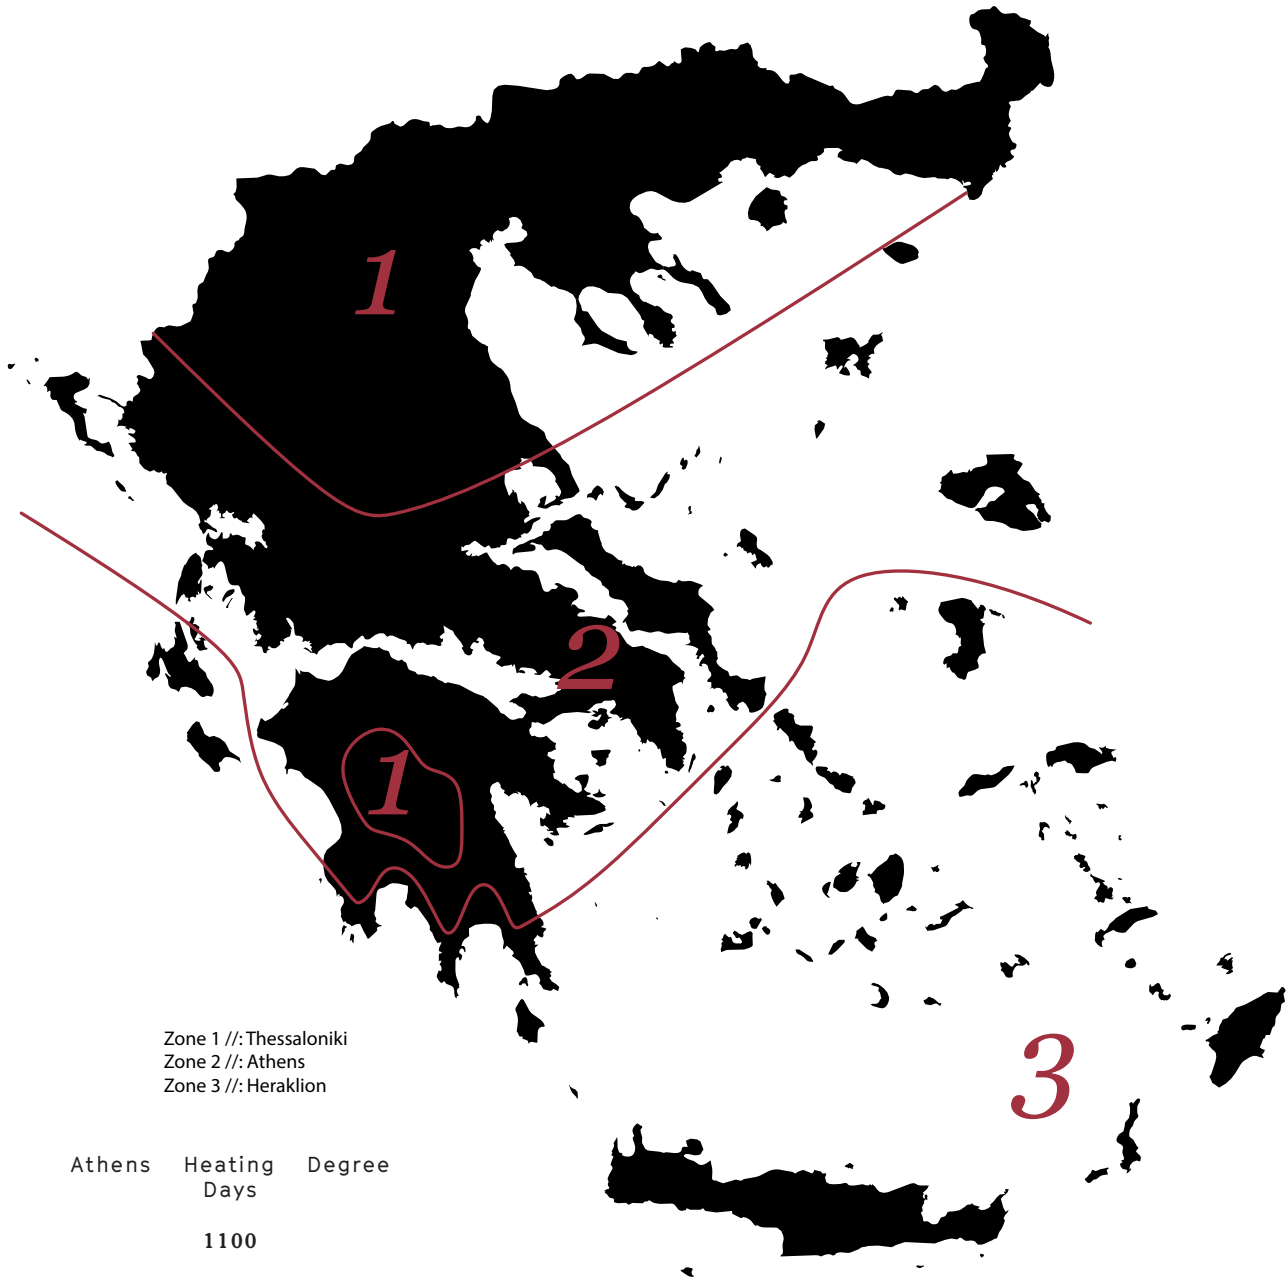 1
2
1
3
Zone 1 //: Thessaloniki
Zone 2 //: Athens
Zone 3 //: Heraklion
Athens Heating Degree
Days
1100